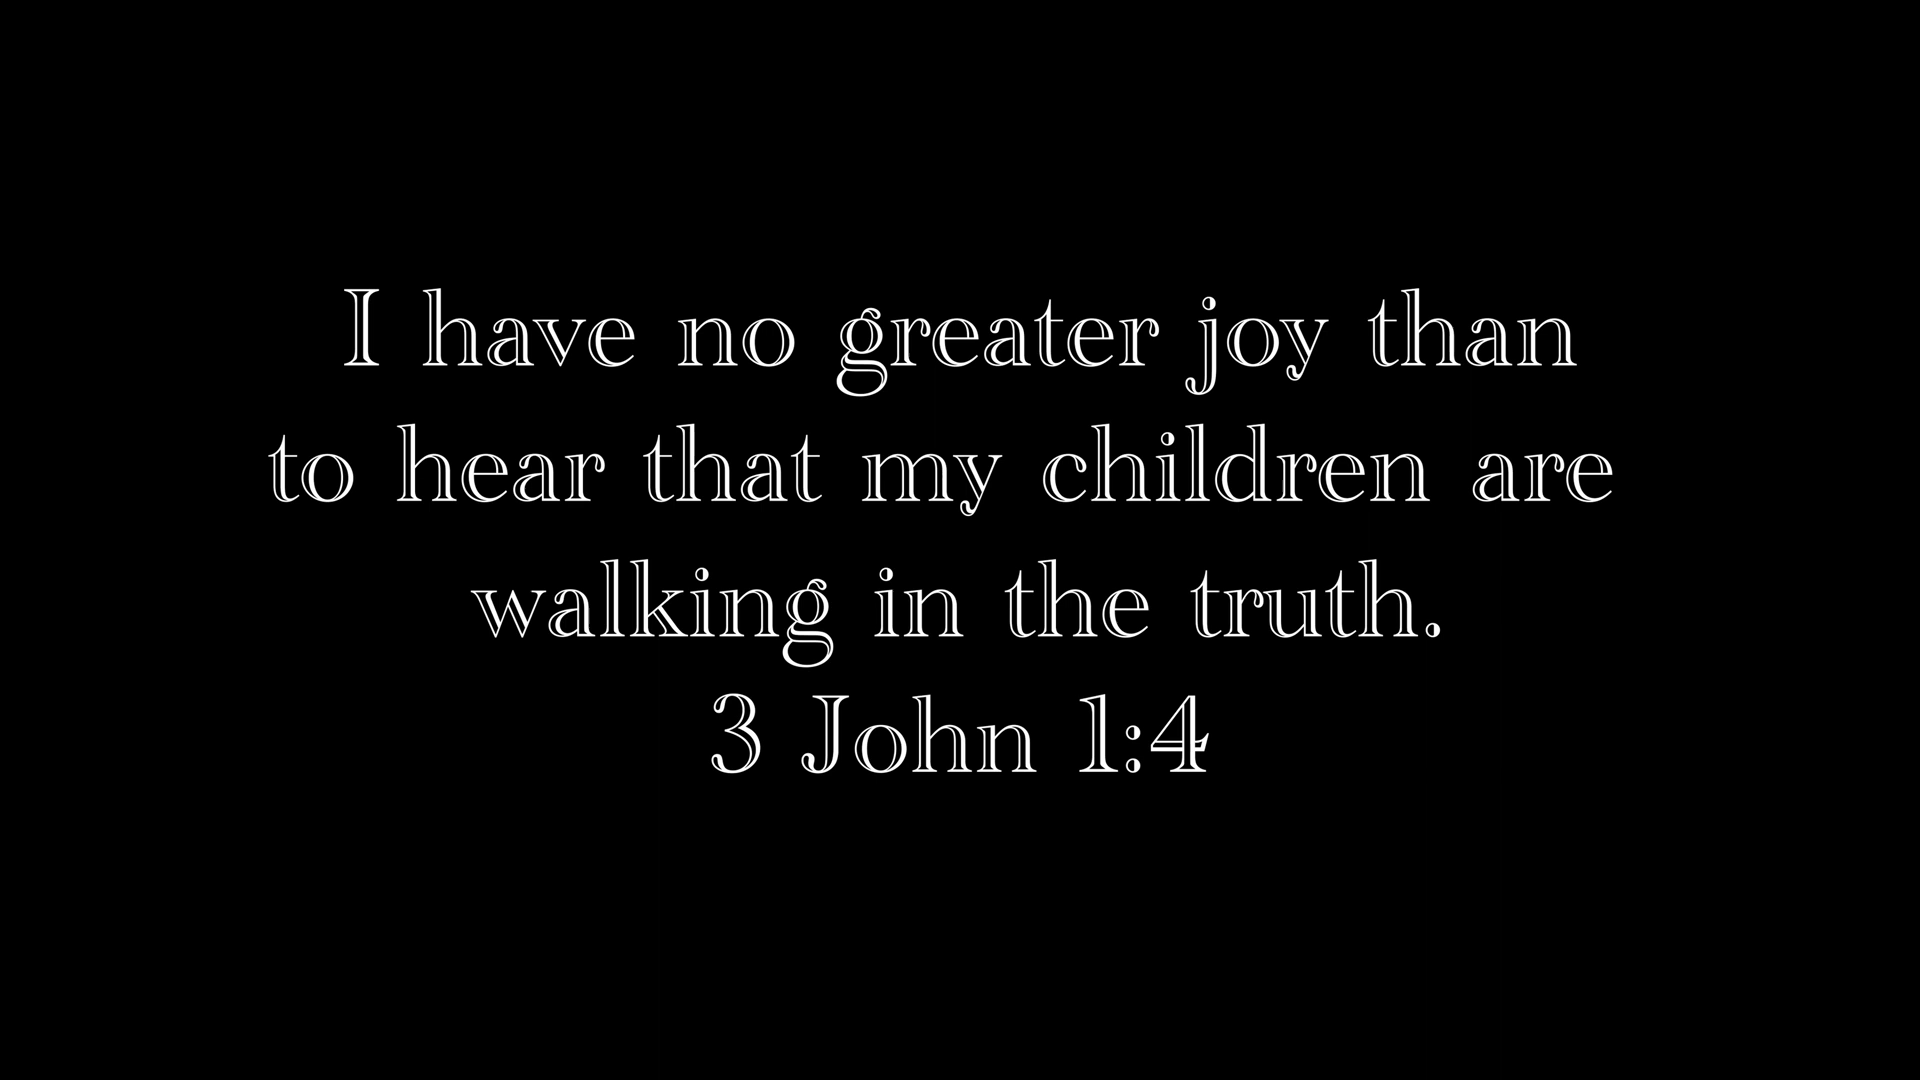 I have no greater joy than
to hear that my children are
walking in the truth.
3 John 1:4